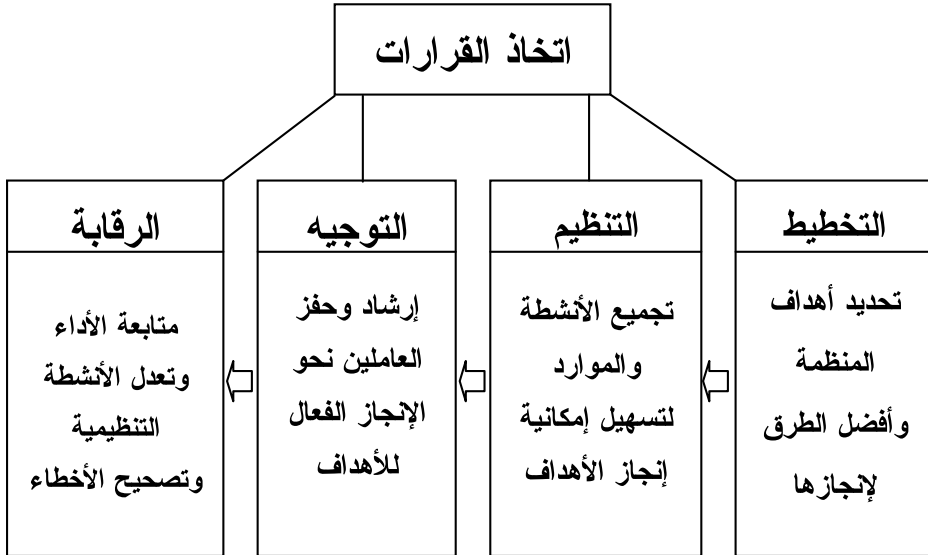 اتخاذ القرارات
التخطيط
تحديد أهداف
المنظمة
وأفضل الطرق
لإنجازها
التنظيم
تجميع الأنشطة
والموارد
لتسهيل إمكانية
إنجاز الأهداف
التوجيه
إرشاد وحفز
العاملين نحو
الإنجاز الفعال
للأهداف
الرقابة
متابعة الأداء
وتعدل الأنشطة
التنظيمية
وتصحيح الأخطاء